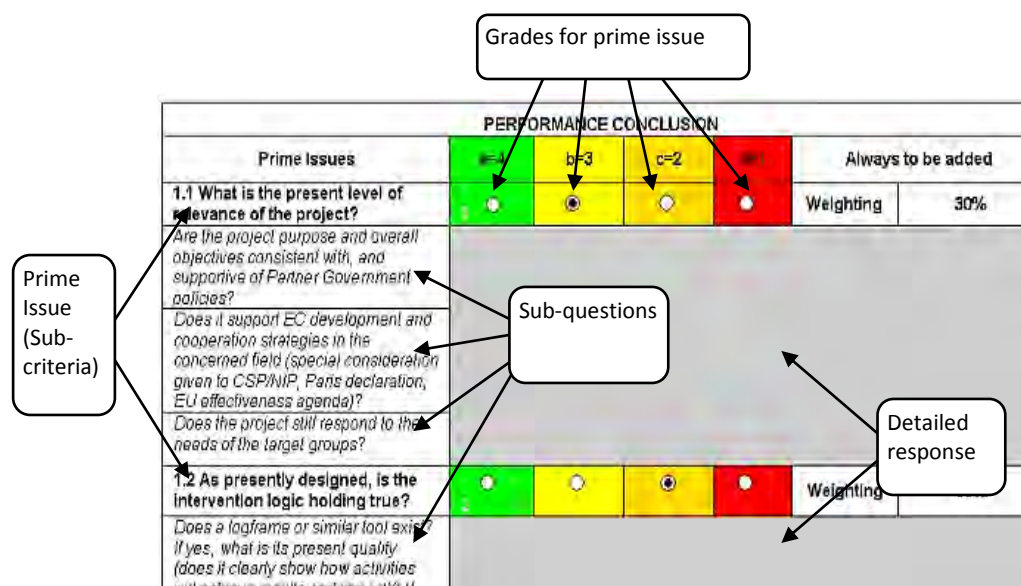 Grades for prime issue
PERFORMANCE CONCLUSION
Prime Issues
b=3
c=2
Always to be added
1.1 What is the present level of
relevance of the project?
Weighting
30%
Are the project purpose and overall
objectives consistent with, and
supportive of Partner Government
policies?
Prime
Issue
(Sub-
criteria)
Sub-questions
Does it support EC development and
cooperation strategies in the
concerned field (special consideration
given to CSP/NIP, Paris declaration,
EU effectiveness agenda)?
Does the project still respond to the
needs of the target groups?
Detailed
response
1.2 As presently designed, is the
intervention logic holding true?
Weighting
Does a logframe or similar tool exist?
If yes, what is its present quality
(does it clearly show how activities